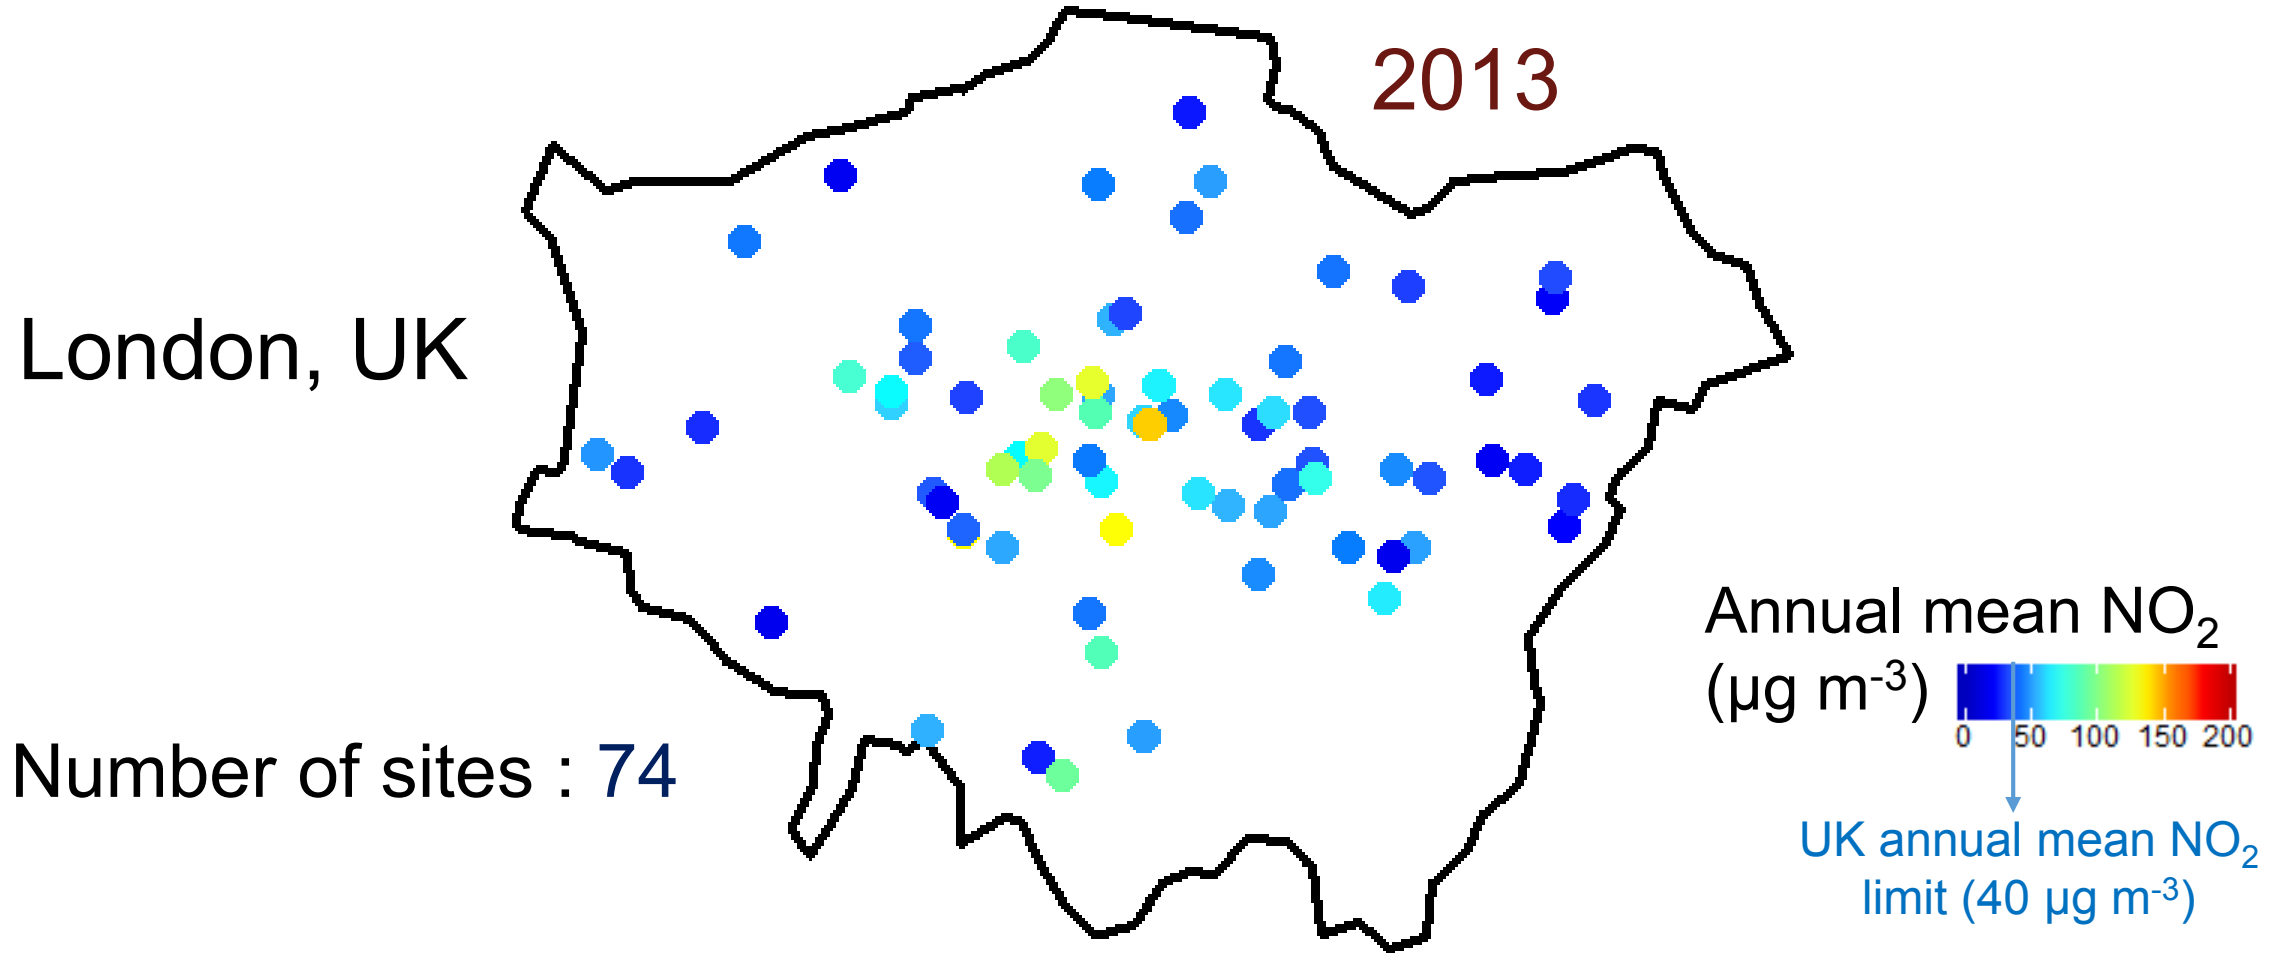 2013
London, UK
Annual mean NO₂
(μg m⁻³)
0 50 100 150 200
Number of sites : 74
UK annual mean NO₂
limit (40 μg m⁻³)